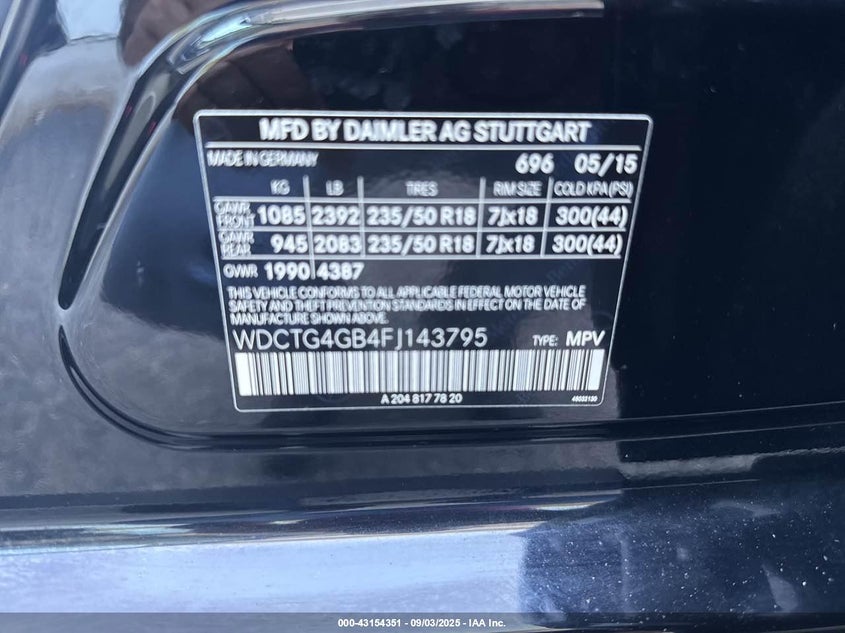 MFD BY DAIMLER AG STUTTGART
MADE IN GERMANY 696 05/15
KG LB TIRES RIM SIZE COLD KPA(PSI)
GAWR FRONT 1085 2392 235/50 R18 7Jx18 300(44)
GAWR REAR 945 2083 235/50 R18 7Jx18 300(44)
GVWR 1990 4387
THIS VEHICLE CONFORMS TO ALL APPLICABLE FEDERAL MOTOR VEHICLE
SAFETY AND THEFT PREVENTION STANDARDS IN EFFECT ON THE DATE
OF MANUFACTURE SHOWN ABOVE.
WDCTG4GB4FJ143795 TYPE: MPV
A 204 817 78 20
000-43154351 - 09/03/2025 - IAA Inc.